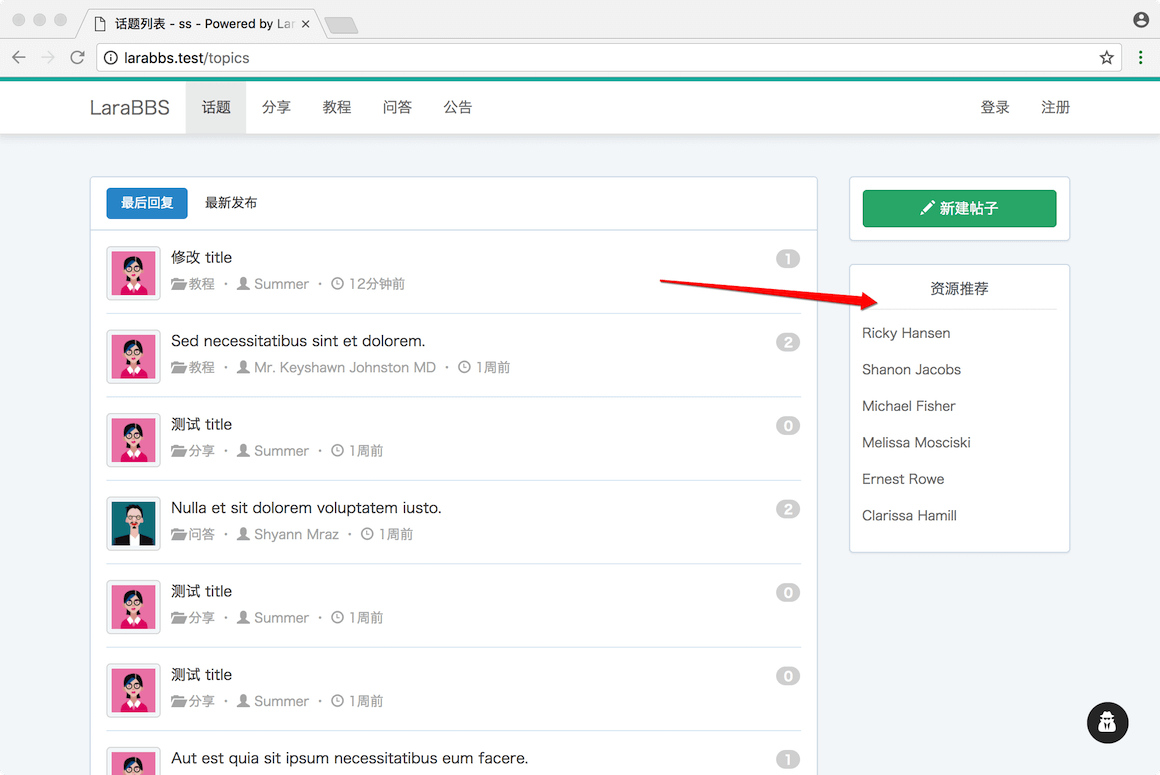 话题列表 - ss - Powered by Lar
larabbs.test/topics
LaraBBS 话题 分享 教程 问答 公告 登录 注册
最后回复 最新发布
修改 title 1
教程 · Summer · 12分钟前
Sed necessitatibus sint et dolorem. 2
教程 · Mr. Keyshawn Johnston MD · 1周前
测试 title 0
分享 · Summer · 1周前
Nulla et sit dolorem voluptatem iusto. 2
问答 · Shyann Mraz · 1周前
测试 title 0
分享 · Summer · 1周前
测试 title 0
分享 · Summer · 1周前
Aut est quia sit ipsum necessitatibus eum facere. 1
新建帖子
资源推荐
Ricky Hansen
Shanon Jacobs
Michael Fisher
Melissa Mosciski
Ernest Rowe
Clarissa Hamill